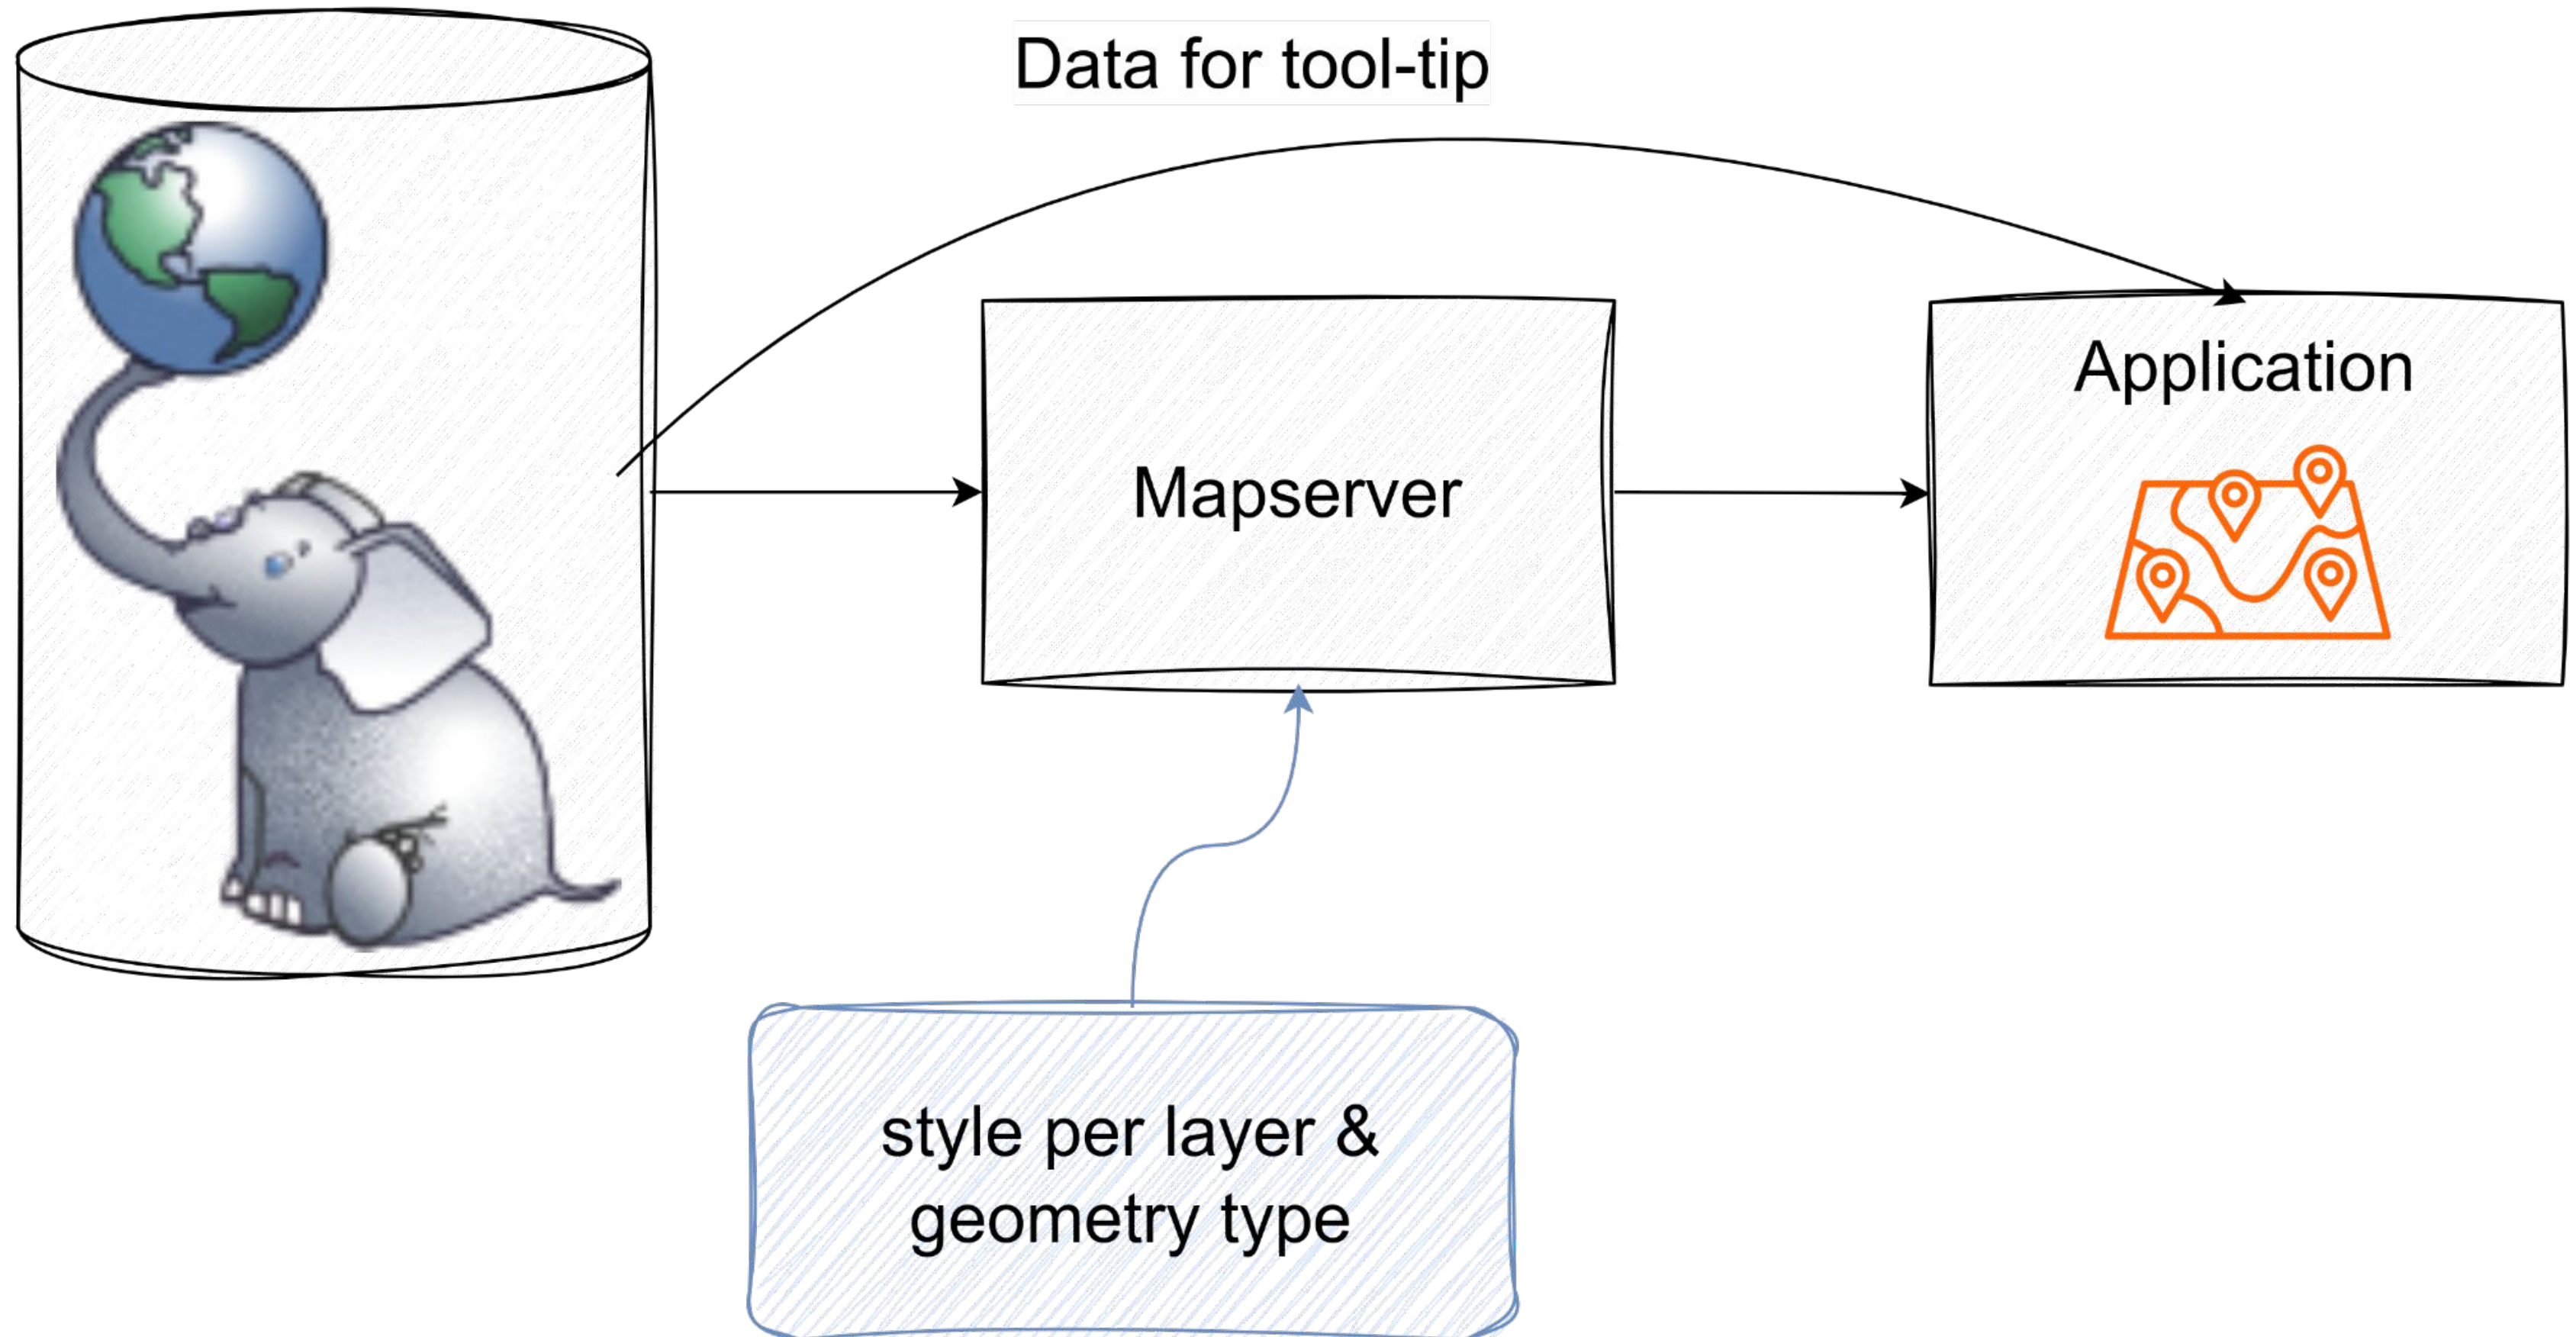 Data for tool-tip
Application
Mapserver
style per layer &
geometry type